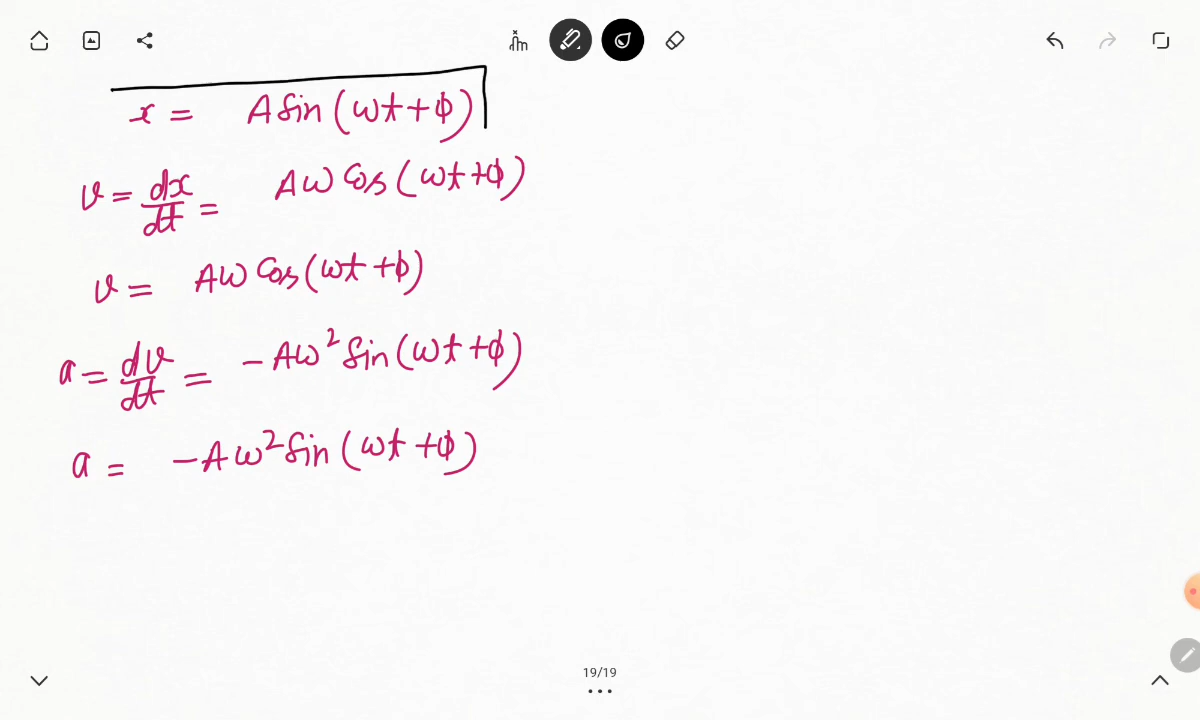 x = A sin (ωt+ϕ)
v = dx/dt = Aω cos (ωt+ϕ)
v = Aω cos (ωt+ϕ)
a = dv/dt = -Aω² sin (ωt+ϕ)
a = -Aω² sin (ωt+ϕ)
19/19